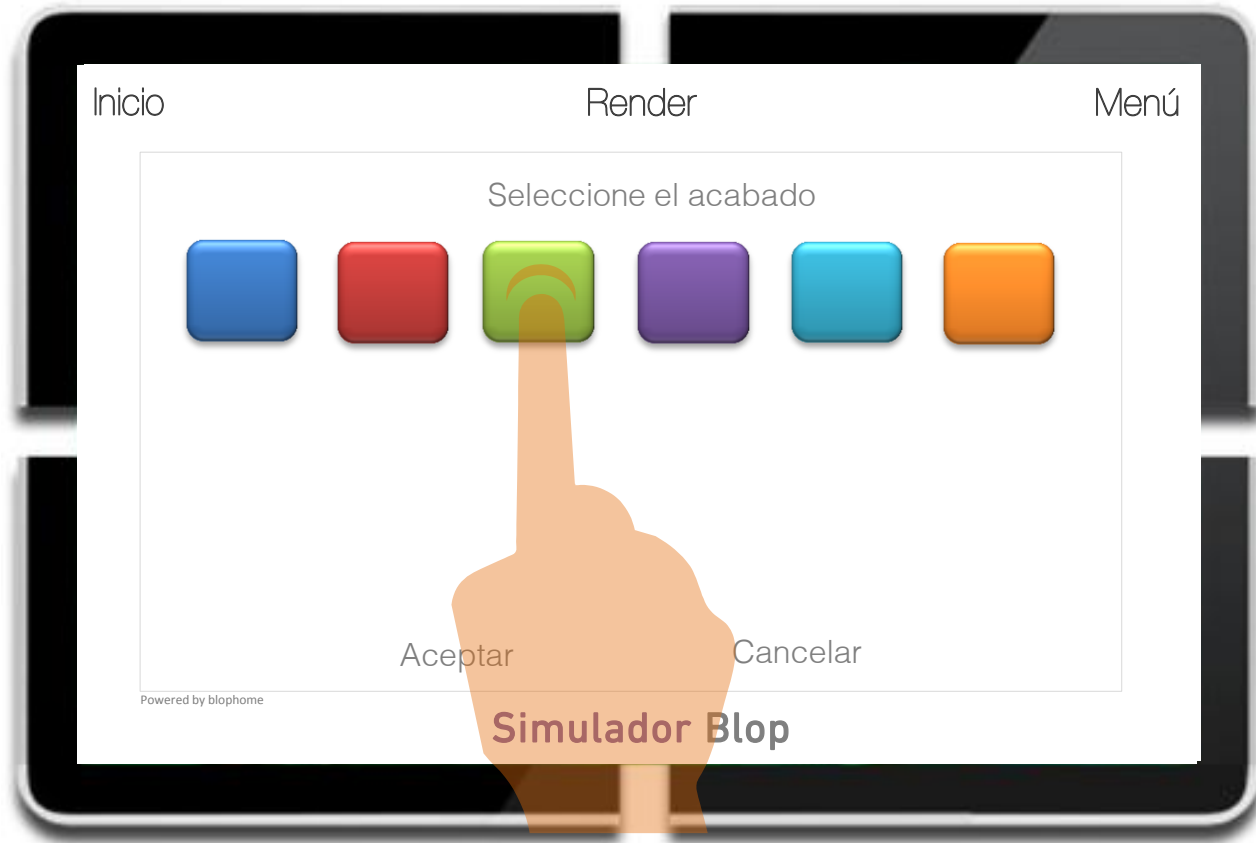 Inicio Render Menú
Seleccione el acabado
Aceptar Cancelar
Powered by blophome
Simulador Blop